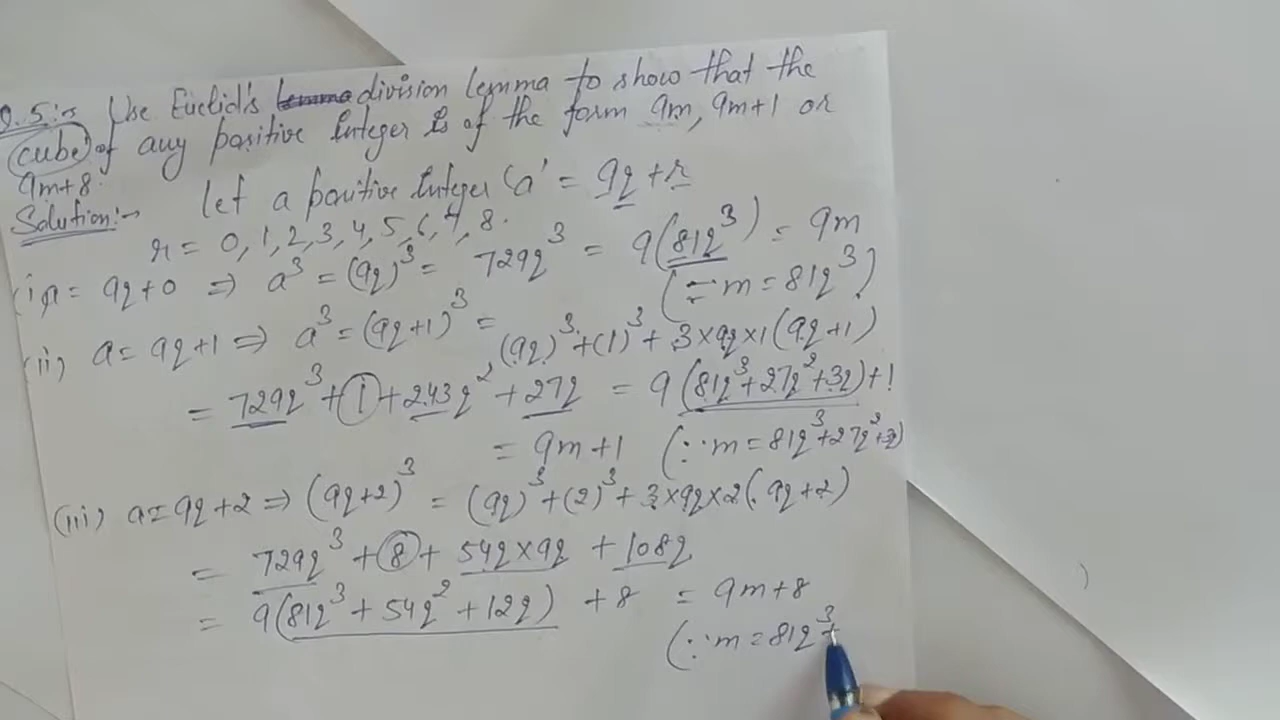 Q.5:→ Use Euclid's division lemma to show that the
cube of any positive Integer is of the form 9m, 9m+1 or
9m+8.
Solution:→ let a positive Integer 'a' = 9q+r
r = 0, 1, 2, 3, 4, 5, 6, 7, 8.
(i) a = 9q+0 ⇒ a³ = (9q)³ = 729q³ = 9(81q³) = 9m
(∵ m = 81q³)
(ii) a = 9q+1 ⇒ a³ = (9q+1)³ = (9q)³+(1)³+3×9q×1(9q+1)
= 729q³+1+243q²+27q = 9(81q³+27q²+3q)+1
= 9m+1 (∵ m = 81q³+27q²+3q)
(iii) a = 9q+2 ⇒ (9q+2)³ = (9q)³+(2)³+3×9q×2(9q+2)
= 729q³+8+54q×9q+108q
= 9(81q³+54q²+12q)+8 = 9m+8
(∵ m = 81q³+